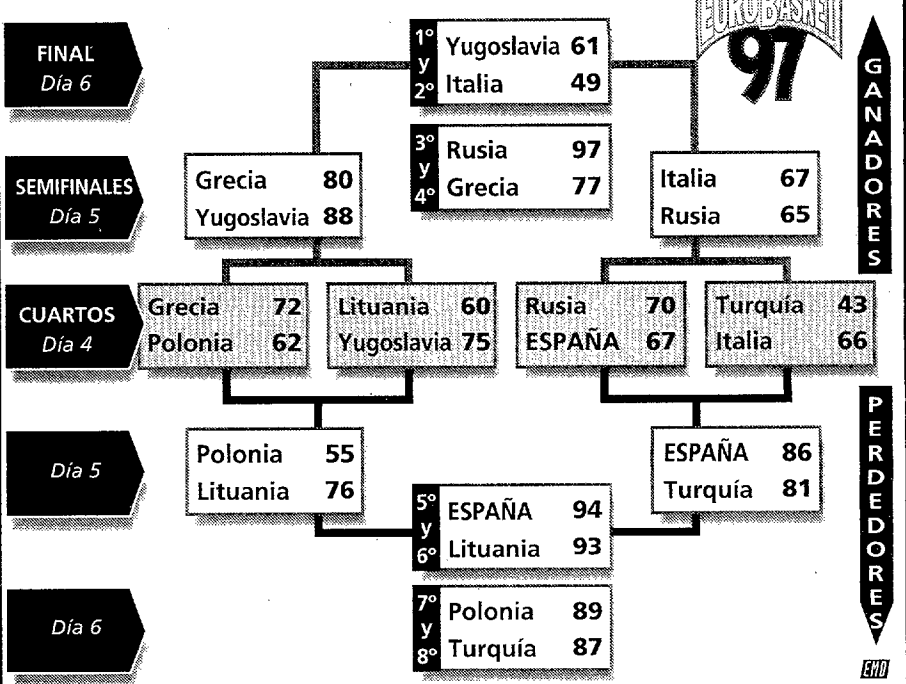 EUROBASKET
97
FINAL
Día 6
1º y 2º
Yugoslavia 61
Italia 49
3º y 4º
Rusia 97
Grecia 77
SEMIFINALES
Día 5
Grecia 80
Yugoslavia 88
Italia 67
Rusia 65
GANADORES
CUARTOS
Día 4
Grecia 72
Polonia 62
Lituania 60
Yugoslavia 75
Rusia 70
ESPAÑA 67
Turquía 43
Italia 66
Día 5
Polonia 55
Lituania 76
ESPAÑA 86
Turquía 81
PERDEDORES
5º y 6º
ESPAÑA 94
Lituania 93
Día 6
7º y 8º
Polonia 89
Turquía 87
EMD